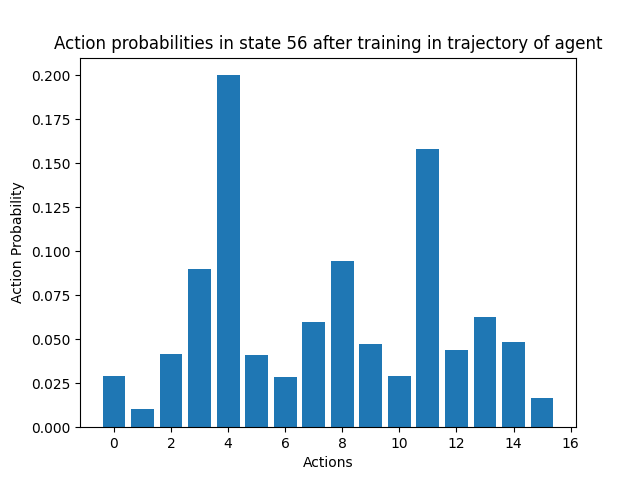 Action probabilities in state 56 after training in trajectory of agent
0.200
0.175
0.150
0.125
0.100
0.075
0.050
0.025
0.000
Action Probability
0 2 4 6 8 10 12 14 16
Actions